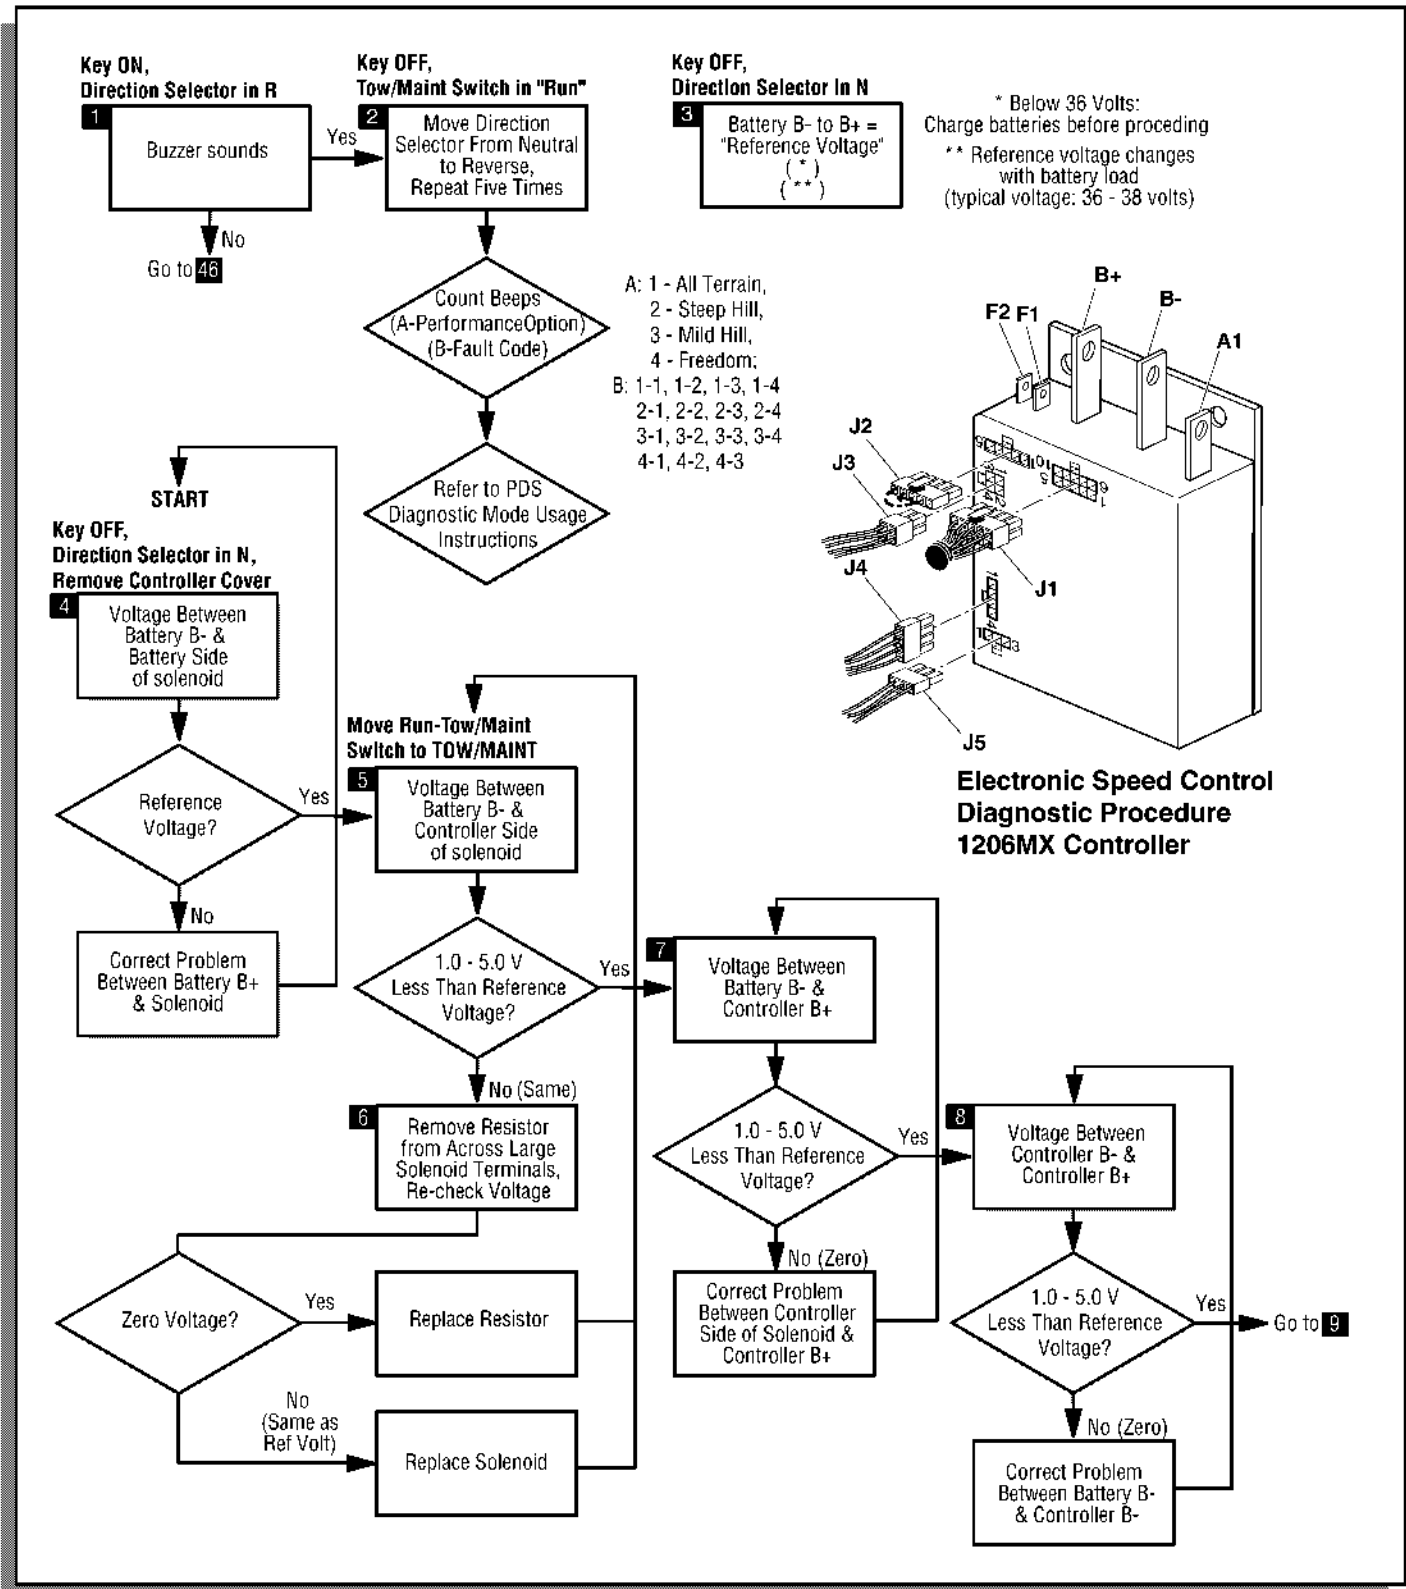 Key ON,
Direction Selector in R
1
Buzzer sounds
Yes
No
Go to 46
Key OFF,
Tow/Maint Switch in "Run"
2
Move Direction
Selector From Neutral
to Reverse,
Repeat Five Times
Count Beeps
(A-PerformanceOption)
(B-Fault Code)
Refer to PDS
Diagnostic Mode Usage
Instructions
A: 1 - All Terrain,
2 - Steep Hill,
3 - Mild Hill,
4 - Freedom;
B: 1-1, 1-2, 1-3, 1-4
2-1, 2-2, 2-3, 2-4
3-1, 3-2, 3-3, 3-4
4-1, 4-2, 4-3
Key OFF,
Direction Selector In N
3
Battery B- to B+ =
"Reference Voltage"
( * )
( ** )
* Below 36 Volts:
Charge batteries before proceding
** Reference voltage changes
with battery load
(typical voltage: 36 - 38 volts)
B+
B-
F2 F1
A1
J2
J3
J4
J1
J5
Electronic Speed Control
Diagnostic Procedure
1206MX Controller
START
Key OFF,
Direction Selector in N,
Remove Controller Cover
4
Voltage Between
Battery B- &
Battery Side
of solenoid
Reference
Voltage?
Yes
No
Correct Problem
Between Battery B+
& Solenoid
Move Run-Tow/Maint
Switch to TOW/MAINT
5
Voltage Between
Battery B- &
Controller Side
of solenoid
1.0 - 5.0 V
Less Than Reference
Voltage?
Yes
No (Same)
6
Remove Resistor
from Across Large
Solenoid Terminals,
Re-check Voltage
Zero Voltage?
Yes
Replace Resistor
No
(Same as
Ref Volt)
Replace Solenoid
7
Voltage Between
Battery B- &
Controller B+
1.0 - 5.0 V
Less Than Reference
Voltage?
Yes
No (Zero)
Correct Problem
Between Controller
Side of Solenoid &
Controller B+
8
Voltage Between
Controller B- &
Controller B+
1.0 - 5.0 V
Less Than Reference
Voltage?
Yes
Go to 9
No (Zero)
Correct Problem
Between Battery B-
& Controller B-